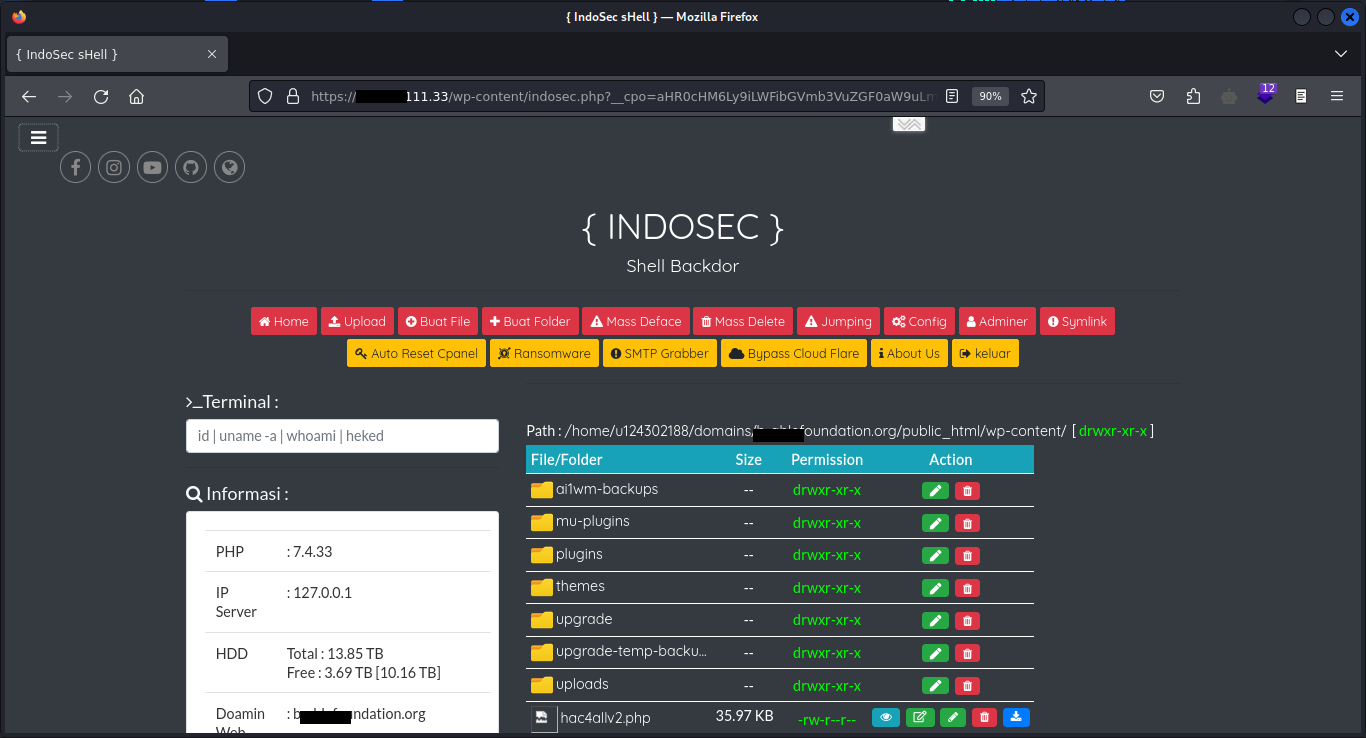 { IndoSec sHell } — Mozilla Firefox
{ IndoSec sHell }
https:// 111.33/wp-content/indosec.php?__cpo=aHR0cHM6Ly9iLWFibGVmb3VuZGF0aW9uLm
90%
12
{ INDOSEC }
Shell Backdor
Home Upload Buat File Buat Folder Mass Deface Mass Delete Jumping Config Adminer Symlink
Auto Reset Cpanel Ransomware SMTP Grabber Bypass Cloud Flare About Us keluar
>_Terminal :
id | uname -a | whoami | heked
Informasi :
PHP : 7.4.33
IP Server : 127.0.0.1
HDD Total : 13.85 TB
Free : 3.69 TB [10.16 TB]
Doamin Web : b undation.org
Path : /home/u124302188/domains/ foundation.org/public_html/wp-content/ [ drwxr-xr-x ]
File/Folder Size Permission Action
ai1wm-backups -- drwxr-xr-x
mu-plugins -- drwxr-xr-x
plugins -- drwxr-xr-x
themes -- drwxr-xr-x
upgrade -- drwxr-xr-x
upgrade-temp-backu... -- drwxr-xr-x
uploads -- drwxr-xr-x
hac4allv2.php 35.97 KB -rw-r--r--